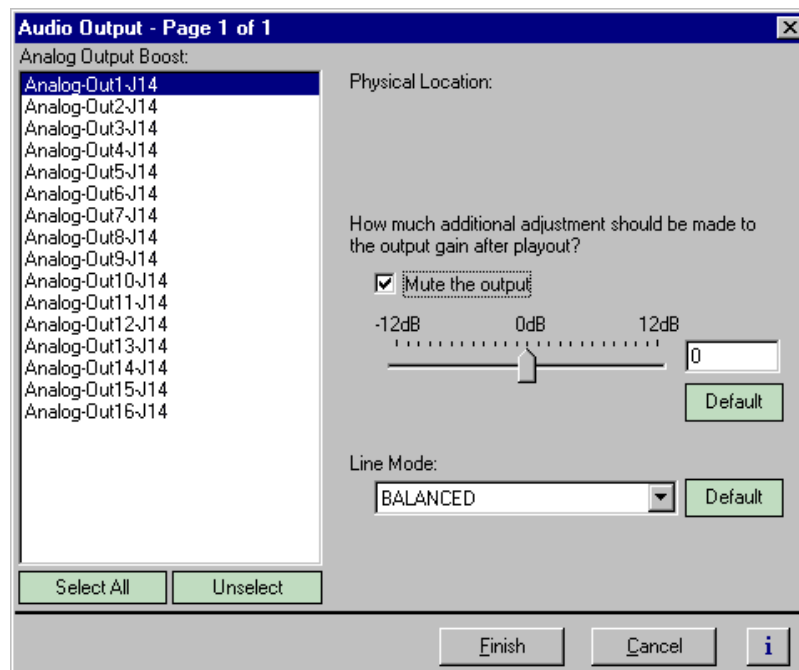 Audio Output - Page 1 of 1
Analog Output Boost:
Analog-Out1-J14
Analog-Out2-J14
Analog-Out3-J14
Analog-Out4-J14
Analog-Out5-J14
Analog-Out6-J14
Analog-Out7-J14
Analog-Out8-J14
Analog-Out9-J14
Analog-Out10-J14
Analog-Out11-J14
Analog-Out12-J14
Analog-Out13-J14
Analog-Out14-J14
Analog-Out15-J14
Analog-Out16-J14
Select All
Unselect
Physical Location:
How much additional adjustment should be made to
the output gain after playout?
Mute the output
-12dB 0dB 12dB
0
Default
Line Mode:
BALANCED
Default
Finish
Cancel
i